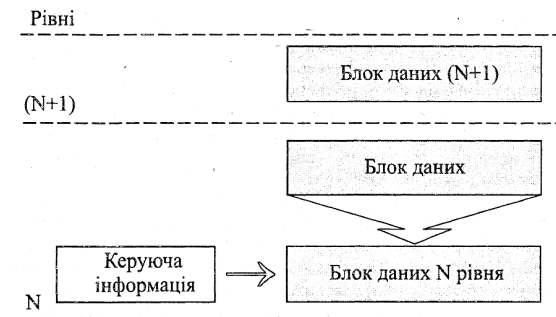 Рівні
Блок даних (N+1)
(N+1)
Блок даних
Керуюча
інформація
Блок даних N рівня
N